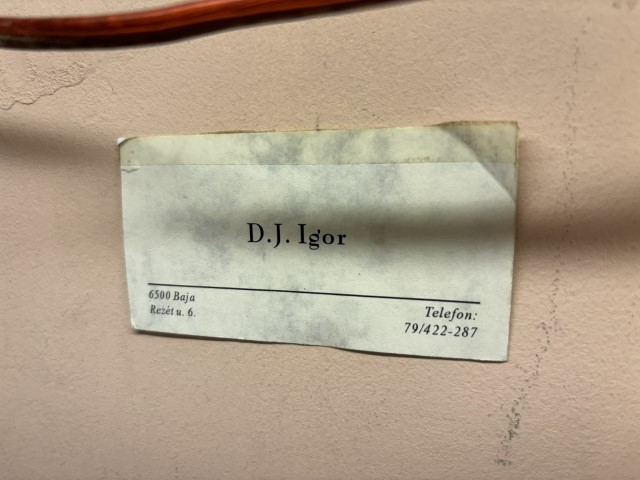 D.J. Igor
6500 Baja
Rezét u. 6.
Telefon:
79/422-287